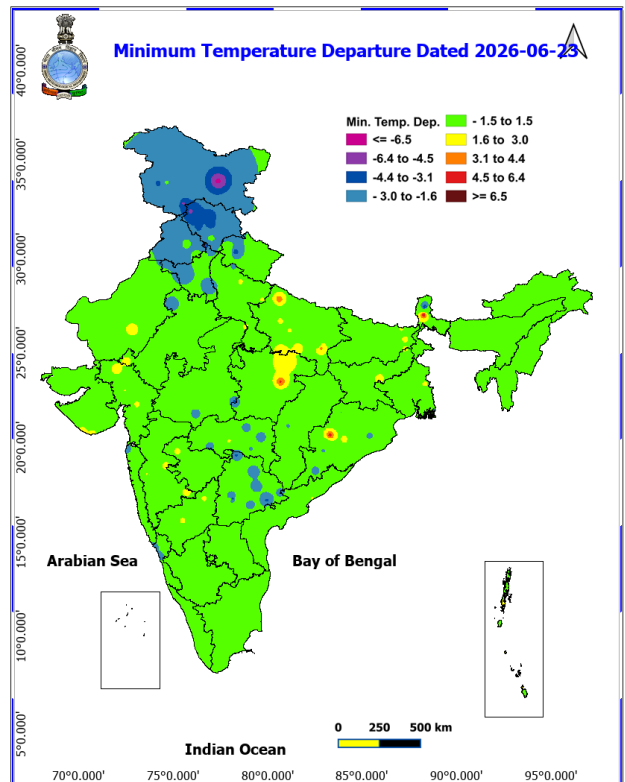 Minimum Temperature Departure Dated 2026-06-23
Min. Temp. Dep.
<= -6.5
-6.4 to -4.5
-4.4 to -3.1
- 3.0 to -1.6
- 1.5 to 1.5
1.6 to 3.0
3.1 to 4.4
4.5 to 6.4
>= 6.5
40°0.000'
35°0.000'
30°0.000'
25°0.000'
20°0.000'
15°0.000'
10°0.000'
5°0.000'
Arabian Sea
Bay of Bengal
Indian Ocean
0 250 500 km
70°0.000' 75°0.000' 80°0.000' 85°0.000' 90°0.000' 95°0.000'